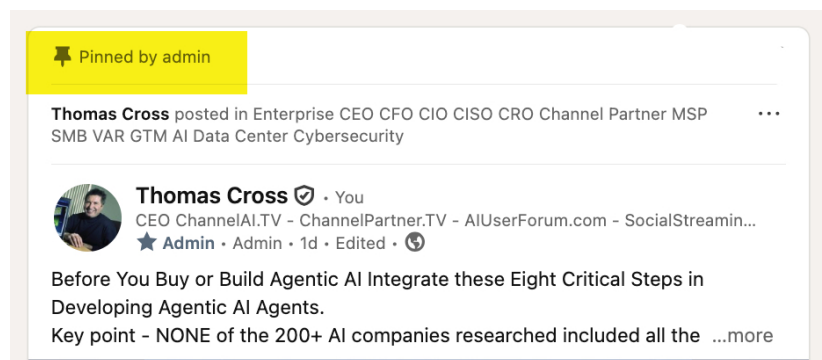 Pinned by admin
Thomas Cross posted in Enterprise CEO CFO CIO CISO CRO Channel Partner MSP
SMB VAR GTM AI Data Center Cybersecurity
Thomas Cross • You
CEO ChannelAI.TV - ChannelPartner.TV - AIUserForum.com - SocialStreamin...
Admin • Admin • 1d • Edited •
Before You Buy or Build Agentic AI Integrate these Eight Critical Steps in
Developing Agentic AI Agents.
Key point - NONE of the 200+ AI companies researched included all the ...more